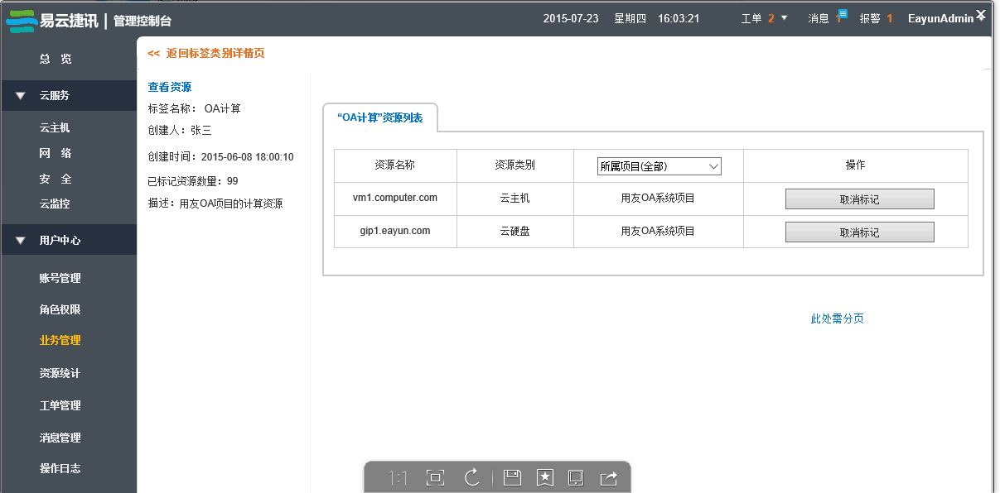 易云捷讯 | 管理控制台
2015-07-23 星期四 16:03:21 工单 2 消息 1 报警 1 EayunAdmin
总 览
云服务
云主机
网 络
安 全
云监控
用户中心
账号管理
角色权限
业务管理
资源统计
工单管理
消息管理
操作日志
<< 返回标签类别详情页
查看资源
标签名称： OA计算
创建人：张三
创建时间：2015-06-08 18:00:10
已标记资源数量：99
描述：用友OA项目的计算资源
“OA计算”资源列表
资源名称 资源类别 所属项目(全部) 操作
vm1.computer.com 云主机 用友OA系统项目 取消标记
gip1.eayun.com 云硬盘 用友OA系统项目 取消标记
此处需分页
1:1